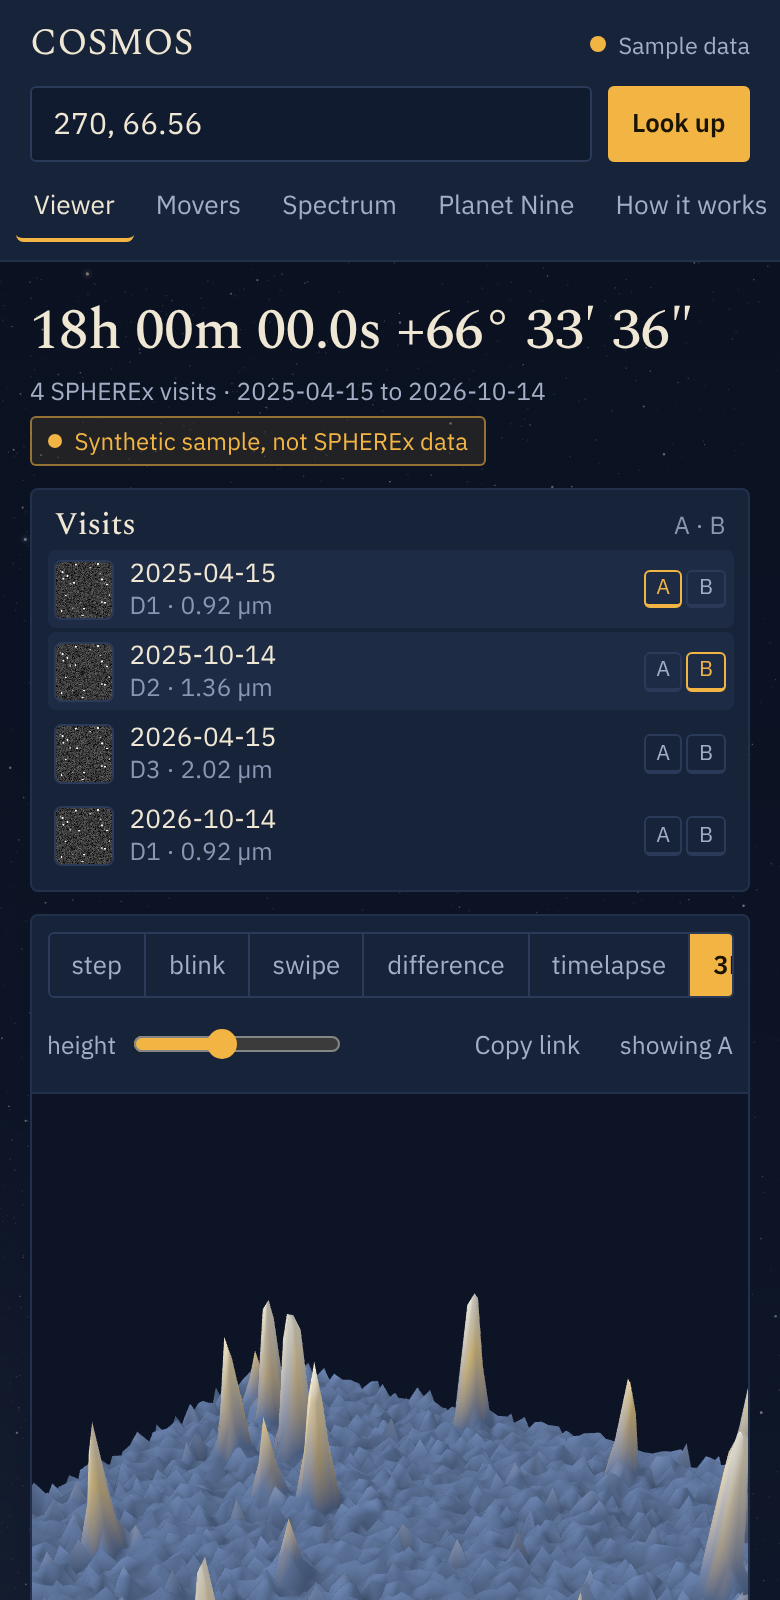 COSMOS
Sample data
270, 66.56
Look up
Viewer Movers Spectrum Planet Nine How it works
18h 00m 00.0s +66° 33′ 36″
4 SPHEREx visits · 2025-04-15 to 2026-10-14
Synthetic sample, not SPHEREx data
Visits A · B
2025-04-15
D1 · 0.92 µm
A B
2025-10-14
D2 · 1.36 µm
A B
2026-04-15
D3 · 2.02 µm
A B
2026-10-14
D1 · 0.92 µm
A B
step blink swipe difference timelapse
height Copy link showing A